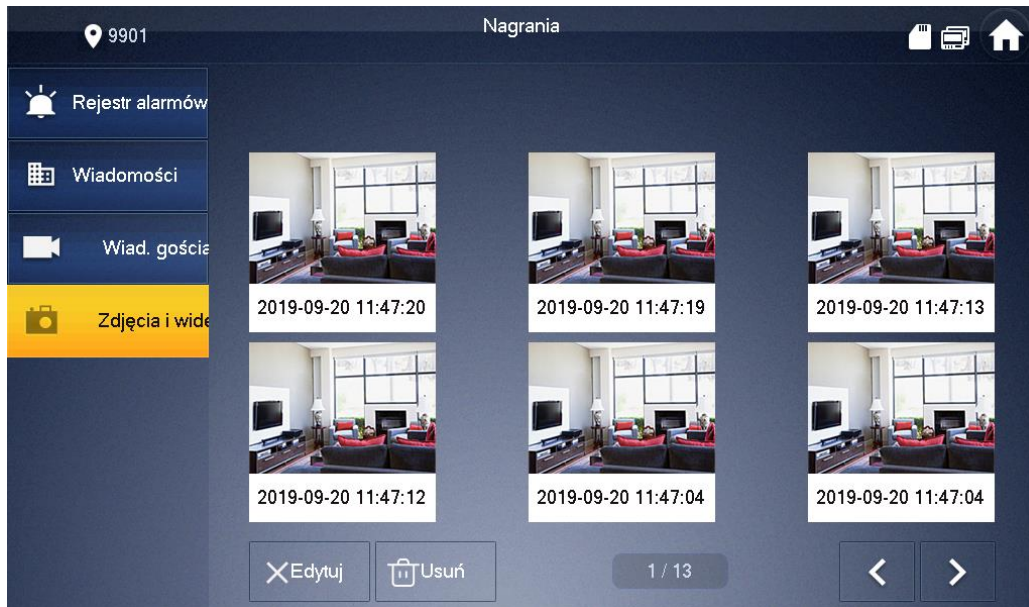 9901
Nagrania
Rejestr alarmów
Wiadomości
Wiad. gościa
Zdjęcia i wide
2019-09-20 11:47:20
2019-09-20 11:47:19
2019-09-20 11:47:13
2019-09-20 11:47:12
2019-09-20 11:47:04
2019-09-20 11:47:04
Edytuj
Usuń
1 / 13